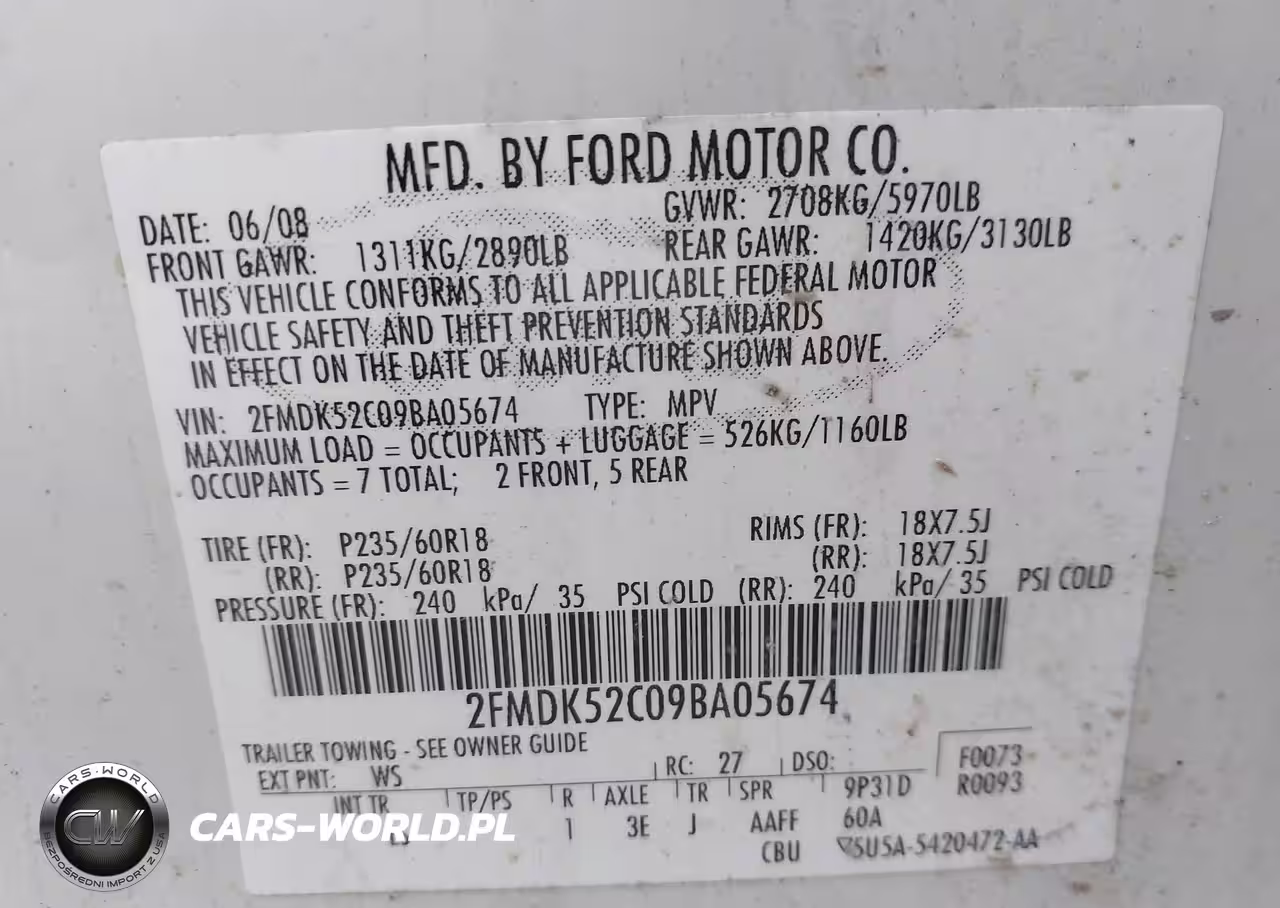 MFD. BY FORD MOTOR CO.
DATE: 06/08 GVWR: 2708KG/5970LB
FRONT GAWR: 1311KG/2890LB REAR GAWR: 1420KG/3130LB
THIS VEHICLE CONFORMS TO ALL APPLICABLE FEDERAL MOTOR
VEHICLE SAFETY AND THEFT PREVENTION STANDARDS
IN EFFECT ON THE DATE OF MANUFACTURE SHOWN ABOVE.
VIN: 2FMDK52C09BA05674 TYPE: MPV
MAXIMUM LOAD = OCCUPANTS + LUGGAGE = 526KG/1160LB
OCCUPANTS = 7 TOTAL; 2 FRONT, 5 REAR
TIRE (FR): P235/60R18 RIMS (FR): 18X7.5J
(RR): P235/60R18 (RR): 18X7.5J
PRESSURE (FR): 240 kPa/ 35 PSI COLD (RR): 240 kPa/ 35 PSI COLD
2FMDK52C09BA05674
TRAILER TOWING - SEE OWNER GUIDE
EXT PNT: WS RC: 27 DSO: F0073
INT TR TP/PS R AXLE TR SPR 9P31D R0093
1 3E J AAFF 60A
CBU 5U5A-5420472-AA
CARS-WORLD
CW
BEZPOŚREDNI IMPORT Z USA
CARS-WORLD.PL